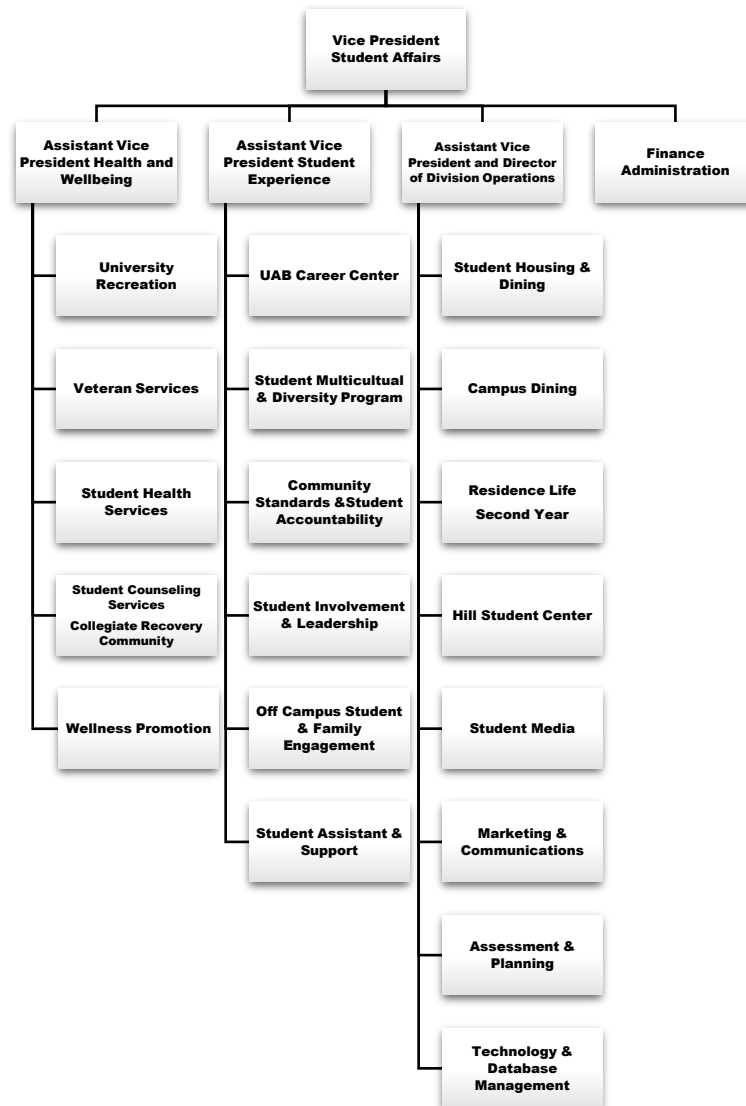 Vice President
Student Affairs
Assistant Vice
President Health and
Wellbeing
Assistant Vice
President Student
Experience
Assistant Vice
President and Director
of Division Operations
Finance
Administration
University
Recreation
Veteran Services
Student Health
Services
Student Counseling
Services
Collegiate Recovery
Community
Wellness Promotion
UAB Career Center
Student Multicultual
& Diversity Program
Community
Standards &Student
Accountability
Student Involvement
& Leadership
Off Campus Student
& Family
Engagement
Student Assistant &
Support
Student Housing &
Dining
Campus Dining
Residence Life
Second Year
Hill Student Center
Student Media
Marketing &
Communications
Assessment &
Planning
Technology &
Database
Management